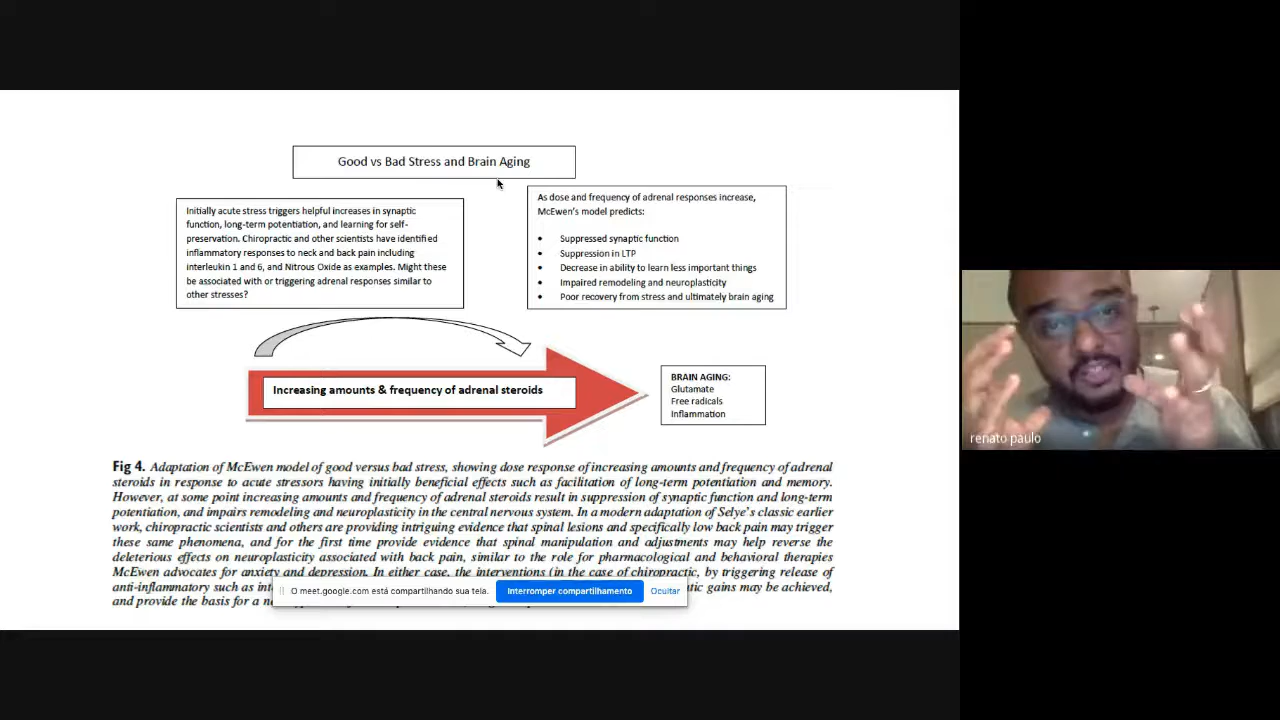 Good vs Bad Stress and Brain Aging
Initially acute stress triggers helpful increases in synaptic
function, long-term potentiation, and learning for self-
preservation. Chiropractic and other scientists have identified
inflammatory responses to neck and back pain including
interleukin 1 and 6, and Nitrous Oxide as examples. Might these
be associated with or triggering adrenal responses similar to
other stresses?
As dose and frequency of adrenal responses increase,
McEwen's model predicts:
• Suppressed synaptic function
• Suppression in LTP
• Decrease in ability to learn less important things
• Impaired remodeling and neuroplasticity
• Poor recovery from stress and ultimately brain aging
Increasing amounts & frequency of adrenal steroids
BRAIN AGING:
Glutamate
Free radicals
Inflammation
Fig 4. Adaptation of McEwen model of good versus bad stress, showing dose response of increasing amounts and frequency of adrenal
steroids in response to acute stressors having initially beneficial effects such as facilitation of long-term potentiation and memory.
However, at some point increasing amounts and frequency of adrenal steroids result in suppression of synaptic function and long-term
potentiation, and impairs remodeling and neuroplasticity in the central nervous system. In a modern adaptation of Selye's classic earlier
work, chiropractic scientists and others are providing intriguing evidence that spinal lesions and specifically low back pain may trigger
these same phenomena, and for the first time provide evidence that spinal manipulation and adjustments may help reverse the
deleterious effects on neuroplasticity associated with back pain, similar to the role for pharmacological and behavioral therapies
McEwen advocates for anxiety and depression. In either case, the interventions (in the case of chiropractic, by triggering release of
anti-inflammatory such as gains may be achieved,
and provide the basis for a
O meet.google.com está compartilhando sua tela.
Interromper compartilhamento
Ocultar
renato paulo